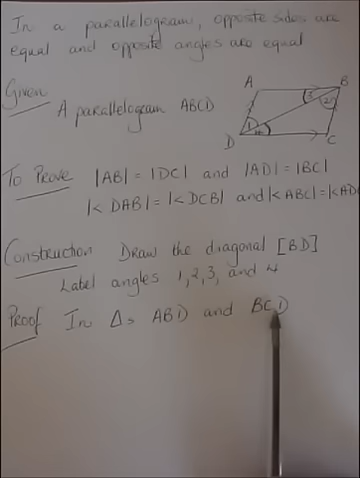 In a parallelogram, opposite sides are
equal and opposite angles are equal
Given
A parallelogram ABCD
A
B
3
2
1
4
D
C
To Prove |AB| = |DC| and |AD| = |BC|
|< DAB| = |< DCB| and |< ABC| = |< AD
Construction Draw the diagonal [BD]
Label angles 1, 2, 3, and 4
Proof In Δs ABD and BCD